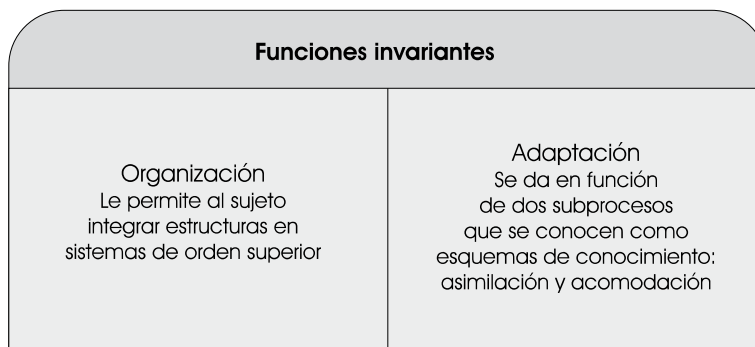 Funciones invariantes
Organización
Le permite al sujeto
integrar estructuras en
sistemas de orden superior
Adaptación
Se da en función
de dos subprocesos
que se conocen como
esquemas de conocimiento:
asimilación y acomodación